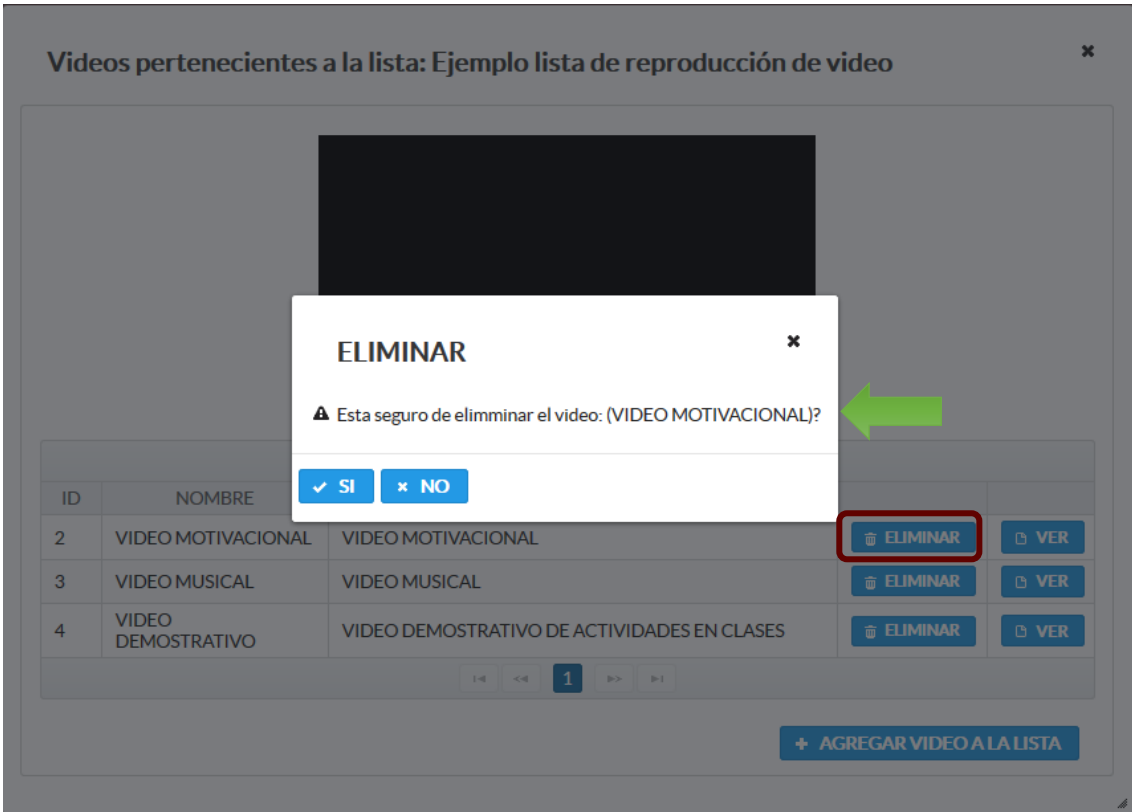 Videos pertenecientes a la lista: Ejemplo lista de reproducción de video
ELIMINAR
Esta seguro de elimminar el video: (VIDEO MOTIVACIONAL)?
SI NO
ID NOMBRE
2 VIDEO MOTIVACIONAL VIDEO MOTIVACIONAL ELIMINAR VER
3 VIDEO MUSICAL VIDEO MUSICAL ELIMINAR VER
4 VIDEO DEMOSTRATIVO VIDEO DEMOSTRATIVO DE ACTIVIDADES EN CLASES ELIMINAR VER
1
AGREGAR VIDEO A LA LISTA